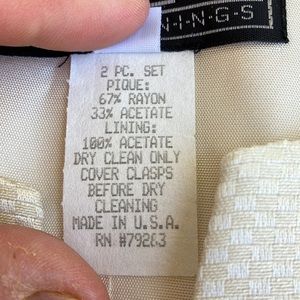 N·I·N·G·S
2 PC. SET
PIQUE:
67% RAYON
33% ACETATE
LINING:
100% ACETATE
DRY CLEAN ONLY
COVER CLASPS
BEFORE DRY
CLEANING
MADE IN U.S.A.
RN #79263